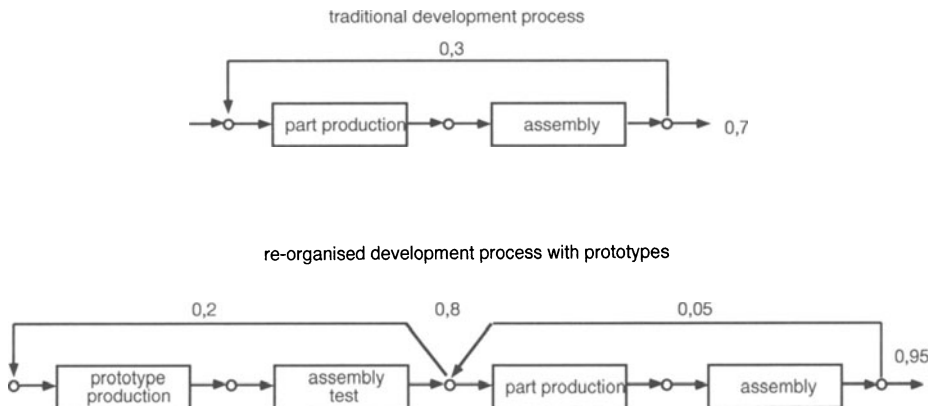 traditional development process
0,3
part production
assembly
0,7
re-organised development process with prototypes
0,2
0,8
0,05
0,95
prototype
production
assembly
test
part production
assembly